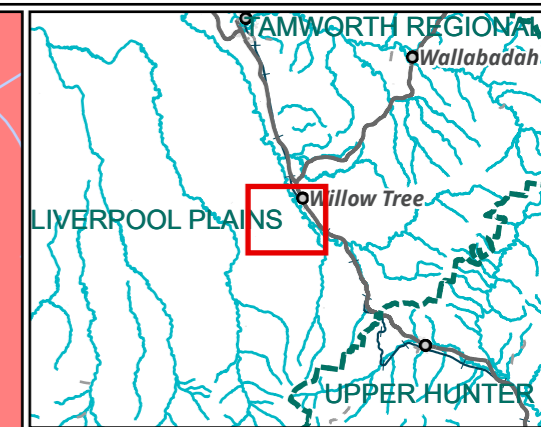 TAMWORTH REGIONAL
Wallabadah
Willow Tree
LIVERPOOL PLAINS
UPPER HUNTER